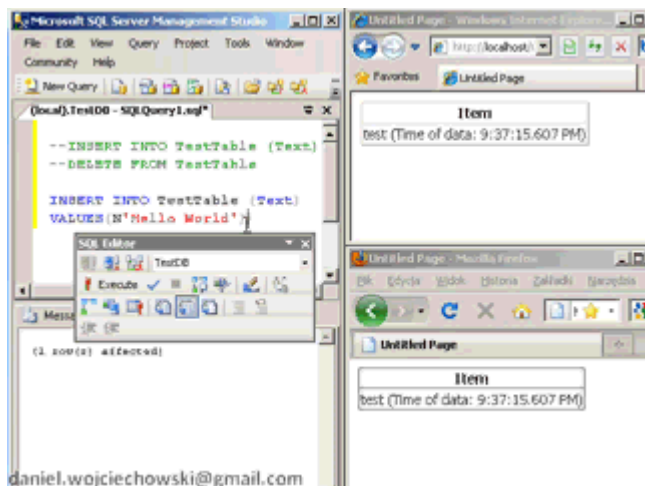 Microsoft SQL Server Management Studio
File Edit View Query Project Tools Window
Community Help
New Query
(local).TestDB - SQLQuery1.sql*
--INSERT INTO TestTable (Text)
--DELETE FROM TestTable
INSERT INTO TestTable (Text)
VALUES(N'Hello World')
SQL Editor
TestDB
Execute
Messa
(1 row(s) affected)
daniel.wojciechowski@gmail.com
Untitled Page - Windows Internet Explore...
http://localhost/
Favorites
Untitled Page
Item
test (Time of data: 9:37:15.607 PM)
Untitled Page - Mozilla Firefox
Plik Edycja Widok Historia Zakładki Narzędzia
Untitled Page
Item
test (Time of data: 9:37:15.607 PM)